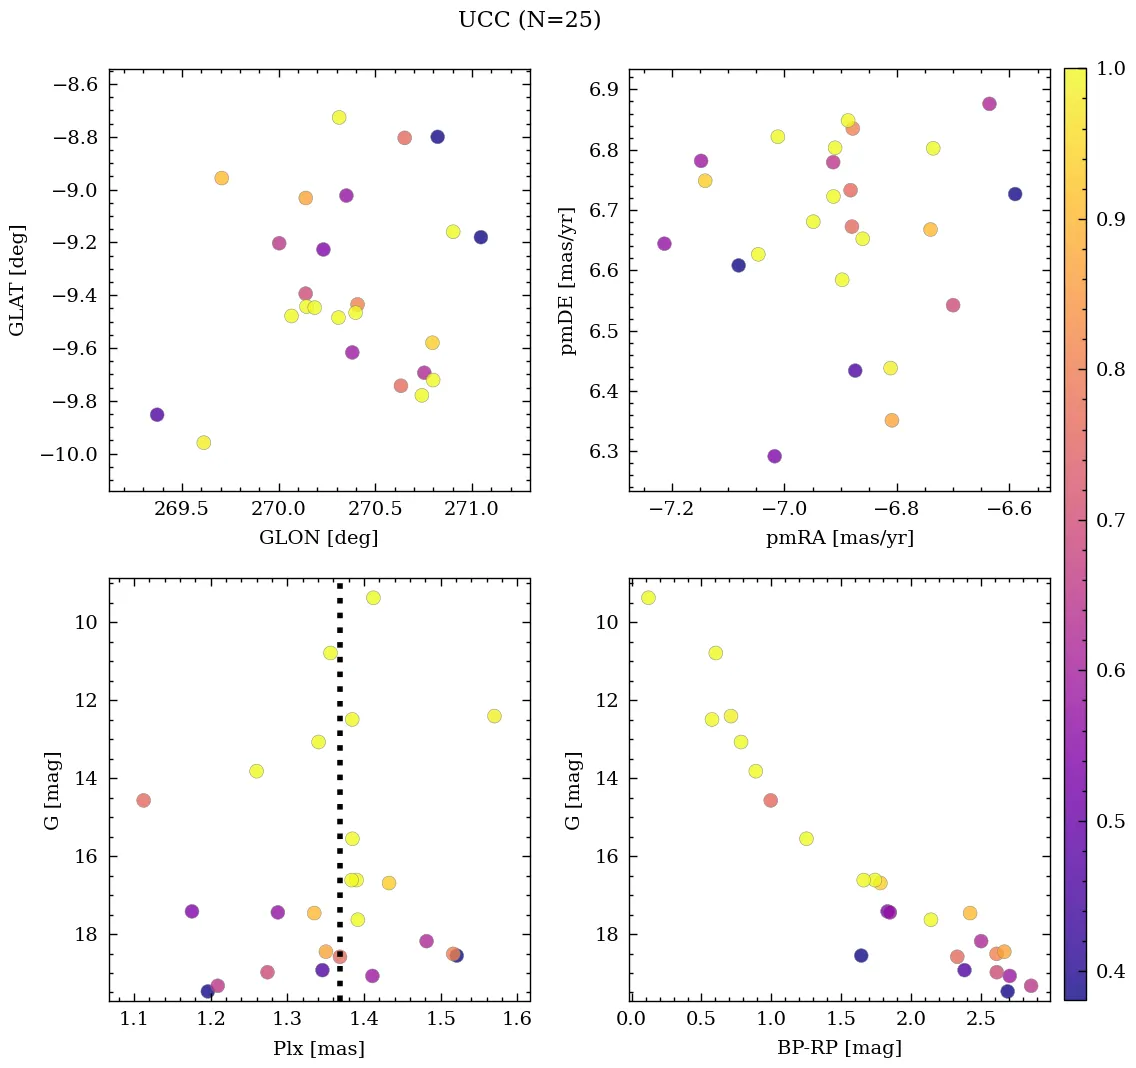 UCC (N=25)
−8.6
−8.8
−9.0
−9.2
−9.4
−9.6
−9.8
−10.0
GLAT [deg]
269.5 270.0 270.5 271.0
GLON [deg]
6.9
6.8
6.7
6.6
6.5
6.4
6.3
pmDE [mas/yr]
−7.2 −7.0 −6.8 −6.6
pmRA [mas/yr]
10
12
14
16
18
G [mag]
1.1 1.2 1.3 1.4 1.5 1.6
Plx [mas]
10
12
14
16
18
G [mag]
0.0 0.5 1.0 1.5 2.0 2.5
BP-RP [mag]
1.0
0.9
0.8
0.7
0.6
0.5
0.4